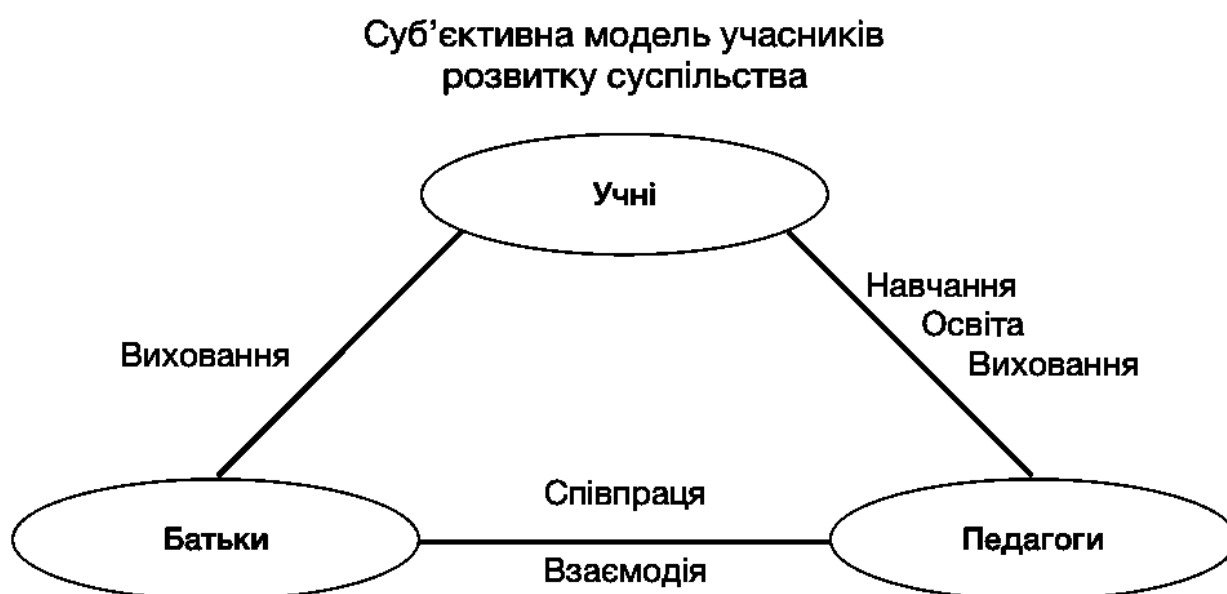 Суб’єктивна модель учасників
розвитку суспільства
Учні
Навчання
Освіта
Виховання
Виховання
Співпраця
Батьки
Педагоги
Взаємодія